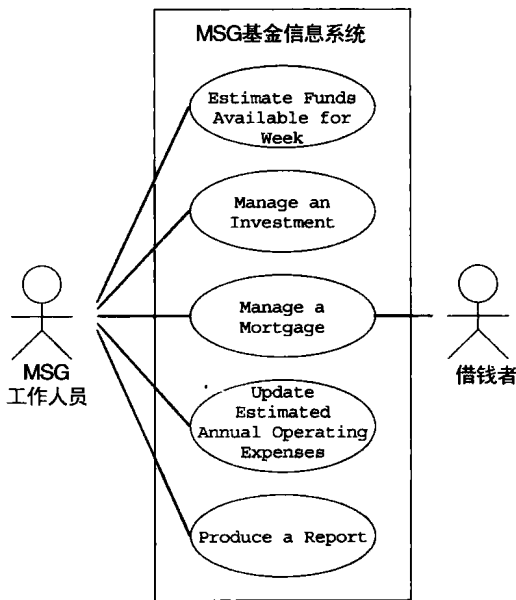 MSG基金信息系统
Estimate Funds
Available for
Week
Manage an
Investment
Manage a
Mortgage
MSG
工作人员
借钱者
Update
Estimated
Annual Operating
Expenses
Produce a Report